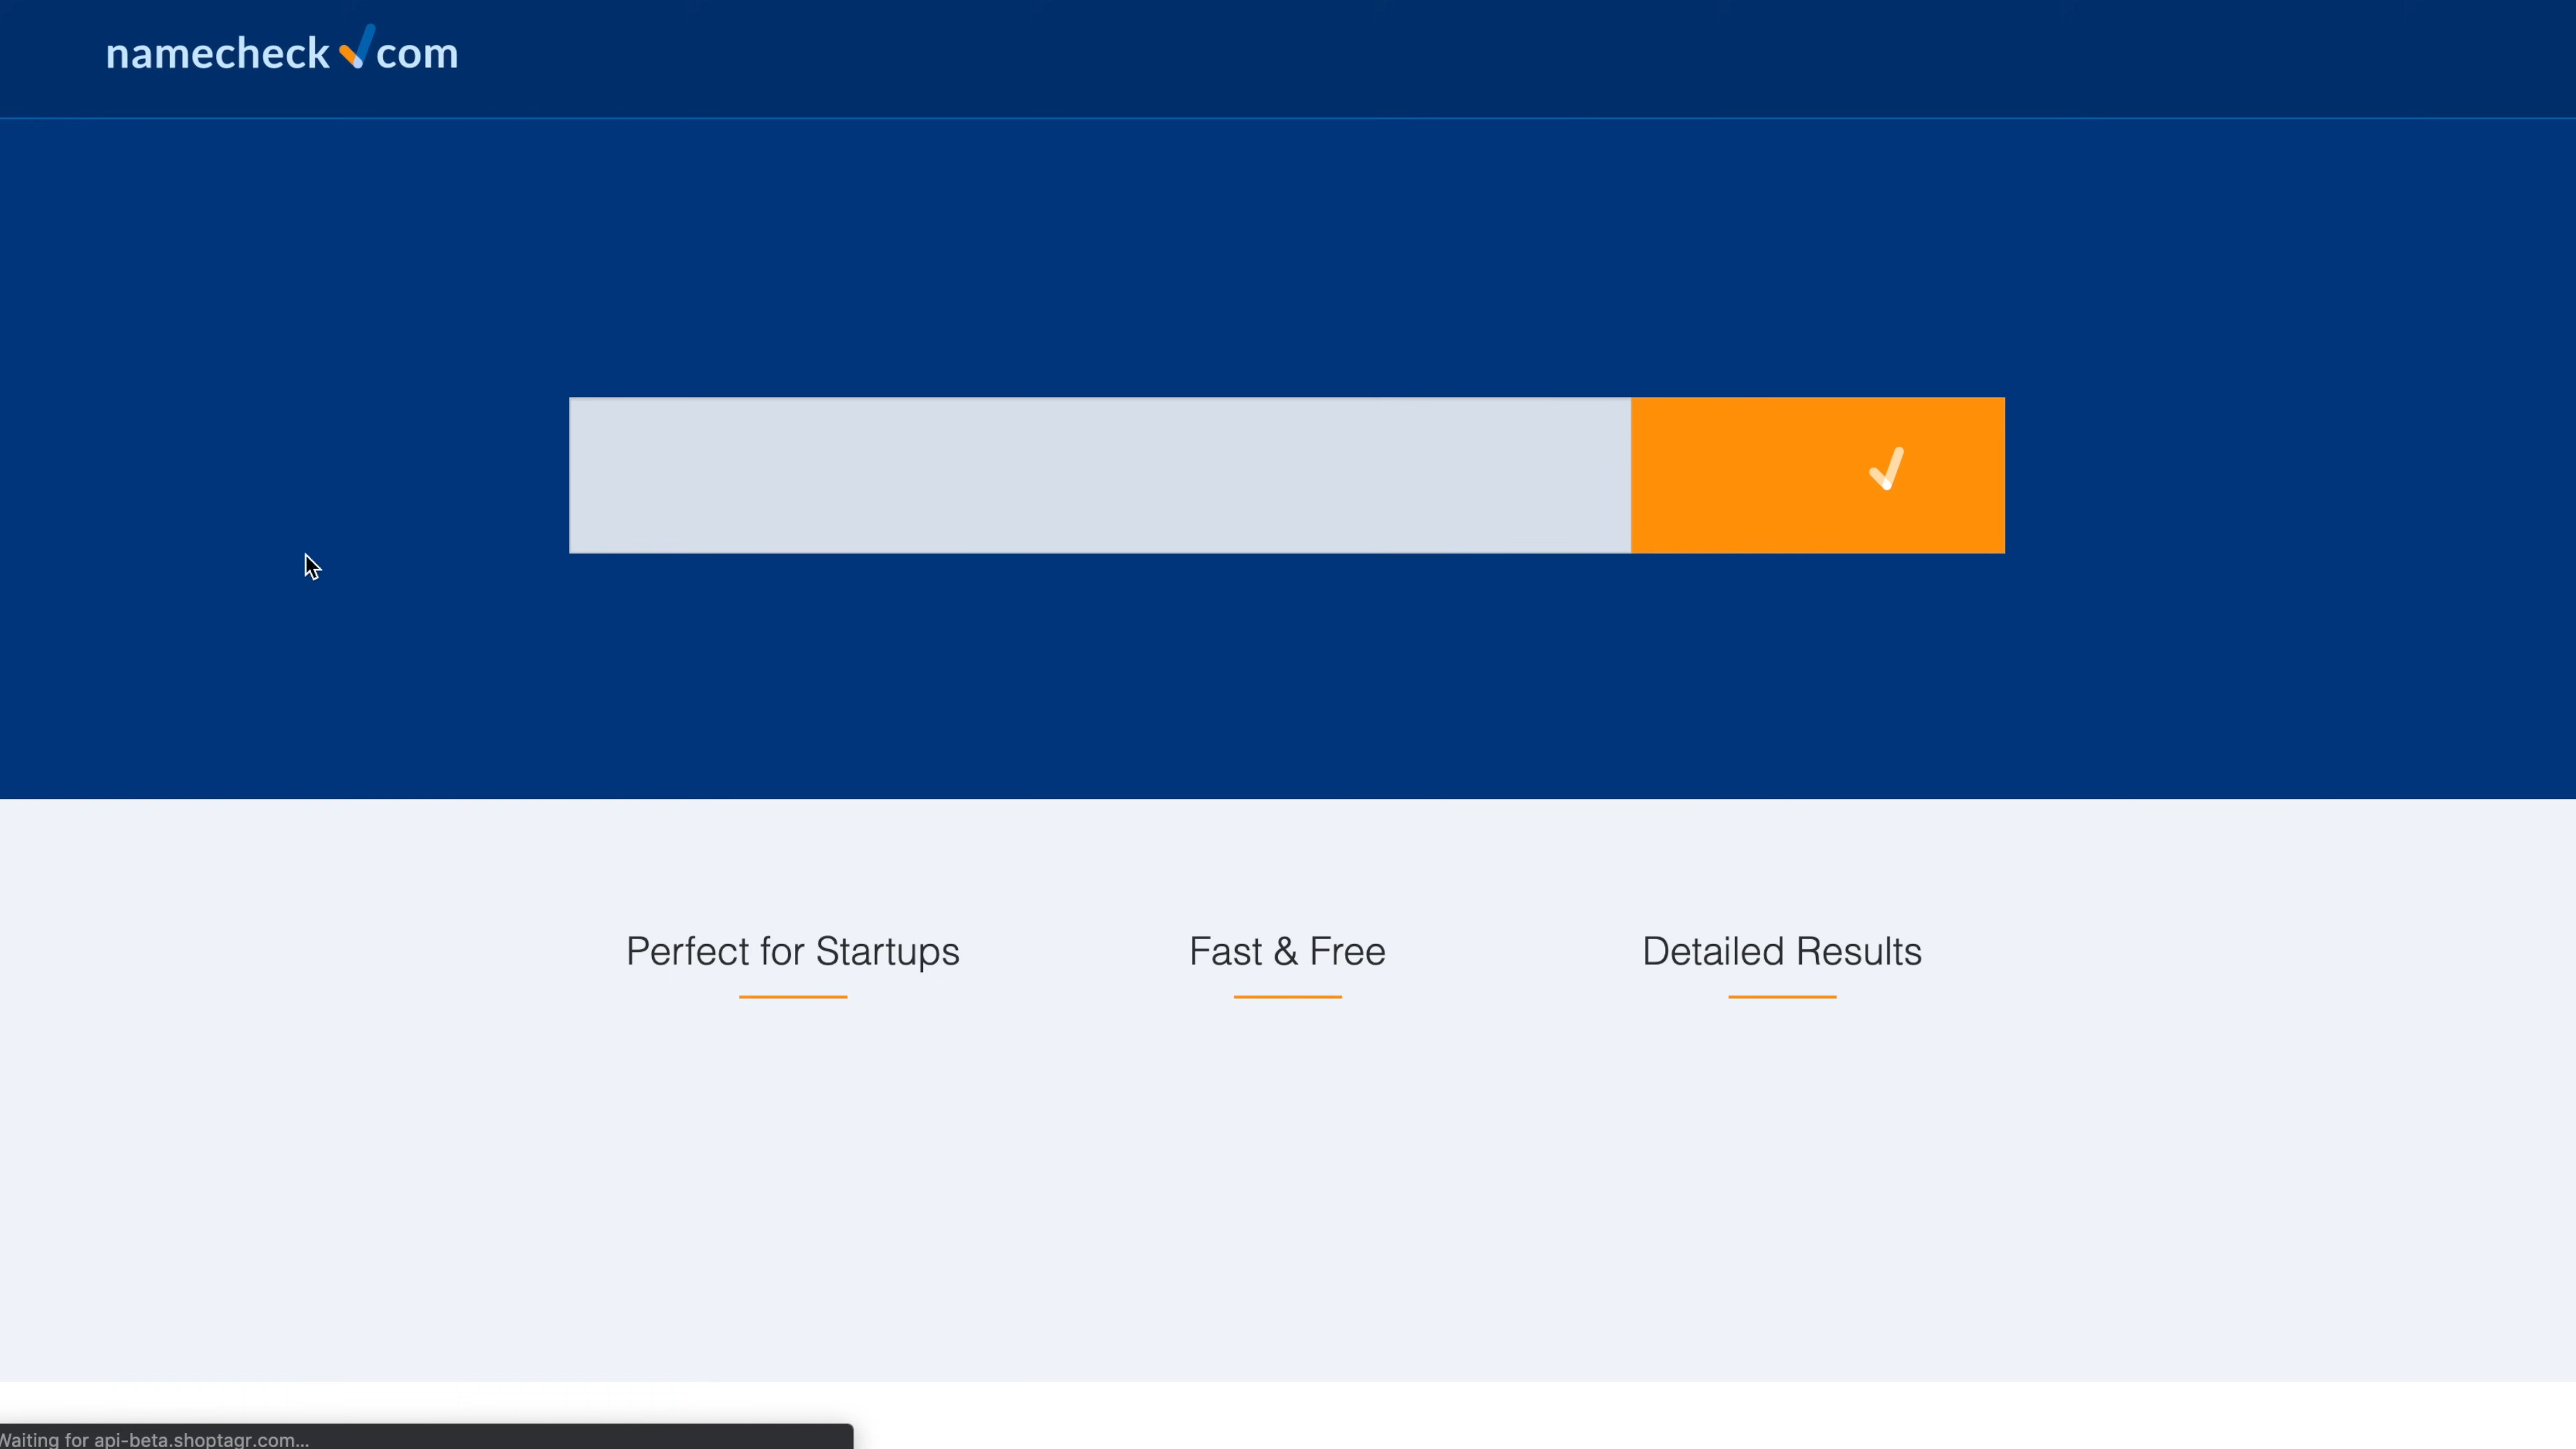 namecheck com
Perfect for Startups
Fast & Free
Detailed Results
Waiting for api-beta.shoptagr.com...